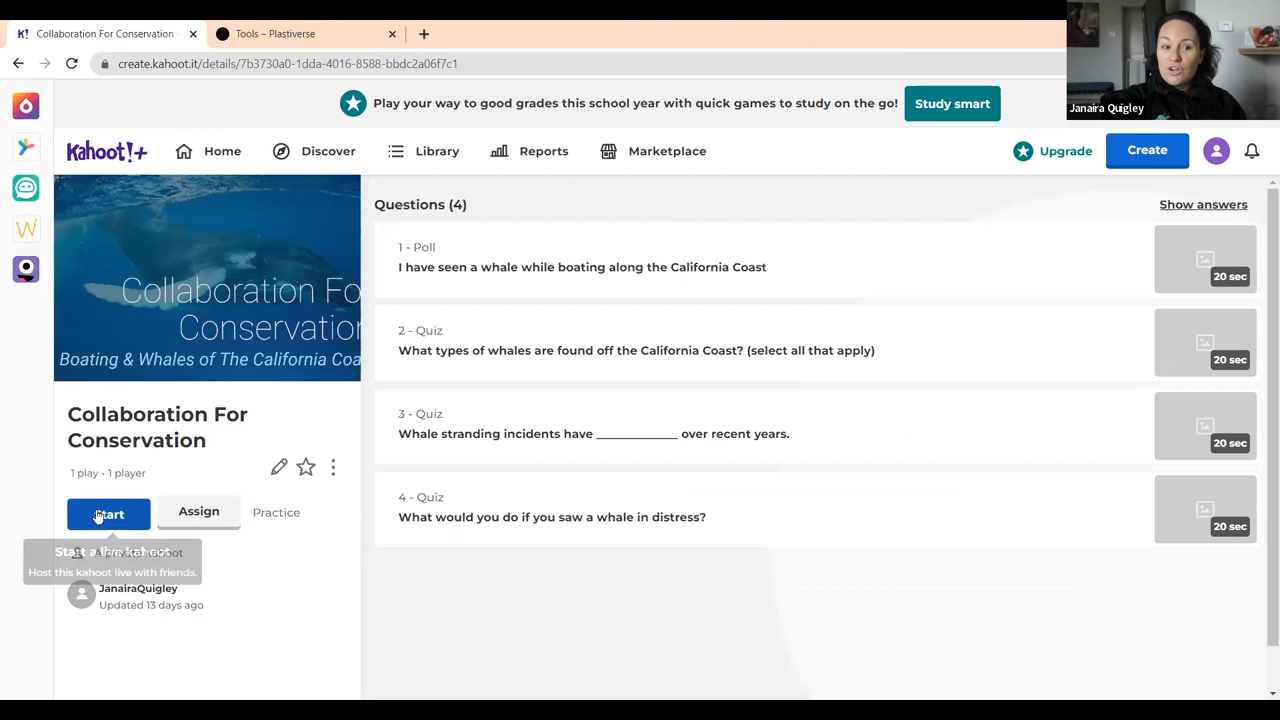 K! Collaboration For Conservation -
Tools – Plastiverse
create.kahoot.it/details/7b3730a0-1dda-4016-8588-bbdc2a06f7c1
Janaira Quigley
Play your way to good grades this school year with quick games to study on the go!
Study smart
Kahoot!+
Home
Discover
Library
Reports
Marketplace
Upgrade
Create
W
Collaboration Fo
Conservation
Boating & Whales of The California Coa
Collaboration For
Conservation
1 play • 1 player
Start
Assign
Practice
Start a live kahoot
Host this kahoot live with friends.
JanairaQuigley
Updated 13 days ago
Questions (4)
Show answers
1 - Poll
I have seen a whale while boating along the California Coast
20 sec
2 - Quiz
What types of whales are found off the California Coast? (select all that apply)
20 sec
3 - Quiz
Whale stranding incidents have _____________ over recent years.
20 sec
4 - Quiz
What would you do if you saw a whale in distress?
20 sec